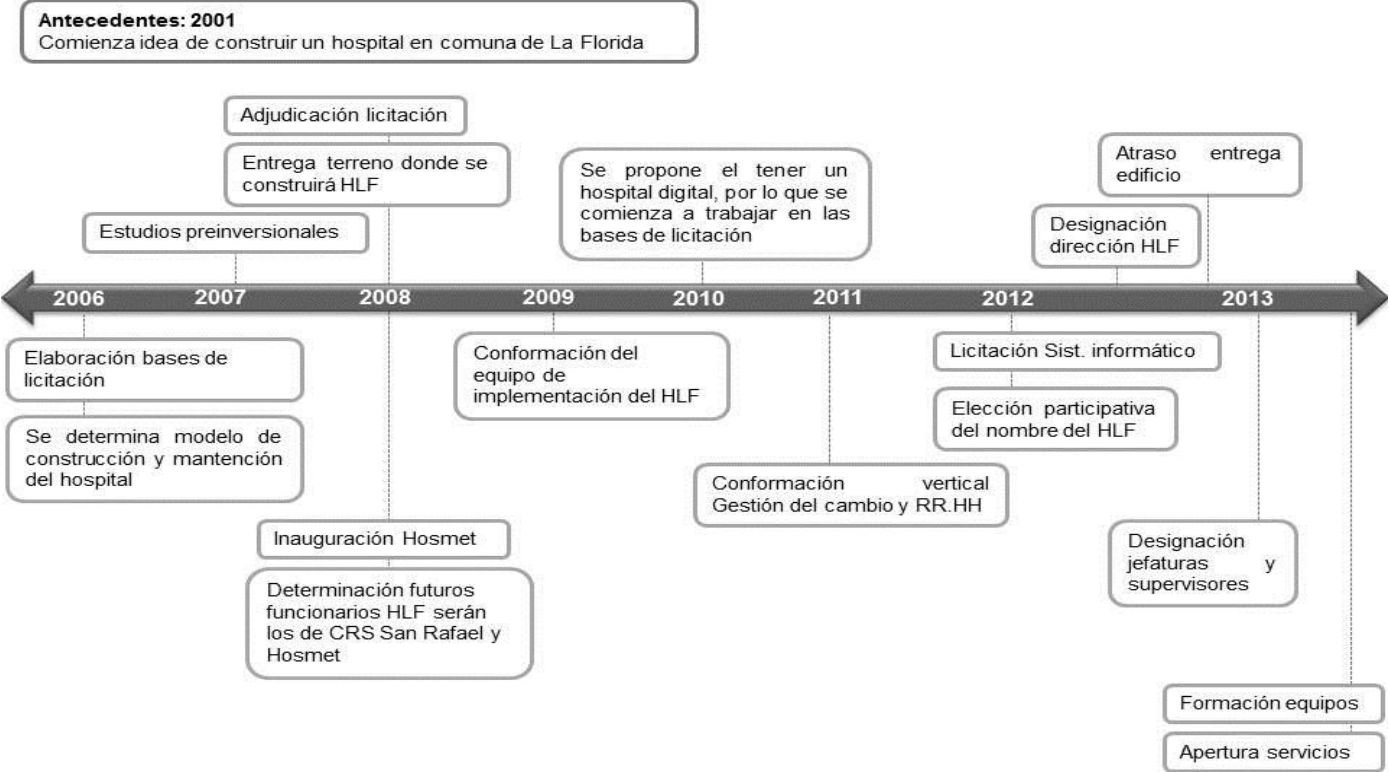 Antecedentes: 2001
Comienza idea de construir un hospital en comuna de La Florida
Adjudicación licitación
Entrega terreno donde se
construirá HLF
Estudios preinversionales
Se propone el tener un
hospital digital, por lo que se
comienza a trabajar en las
bases de licitación
Atraso entrega
edificio
Designación
dirección HLF
2006 2007 2008 2009 2010 2011 2012 2013
Elaboración bases de
licitación
Se determina modelo de
construcción y mantención
del hospital
Inauguración Hosmet
Determinación futuros
funcionarios HLF serán
los de CRS San Rafael y
Hosmet
Conformación del
equipo de
implementación del HLF
Conformación vertical
Gestión del cambio y RR.HH
Licitación Sist. informático
Elección participativa
del nombre del HLF
Designación
jefaturas y
supervisores
Formación equipos
Apertura servicios